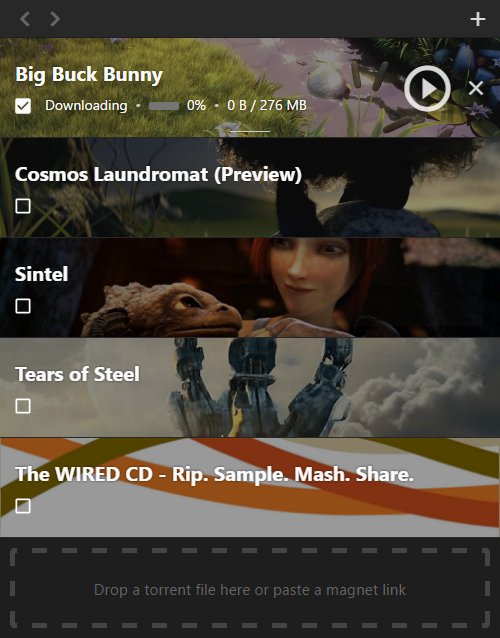 Big Buck Bunny
Downloading • 0% • 0 B / 276 MB
Cosmos Laundromat (Preview)
Sintel
Tears of Steel
The WIRED CD - Rip. Sample. Mash. Share.
Drop a torrent file here or paste a magnet link